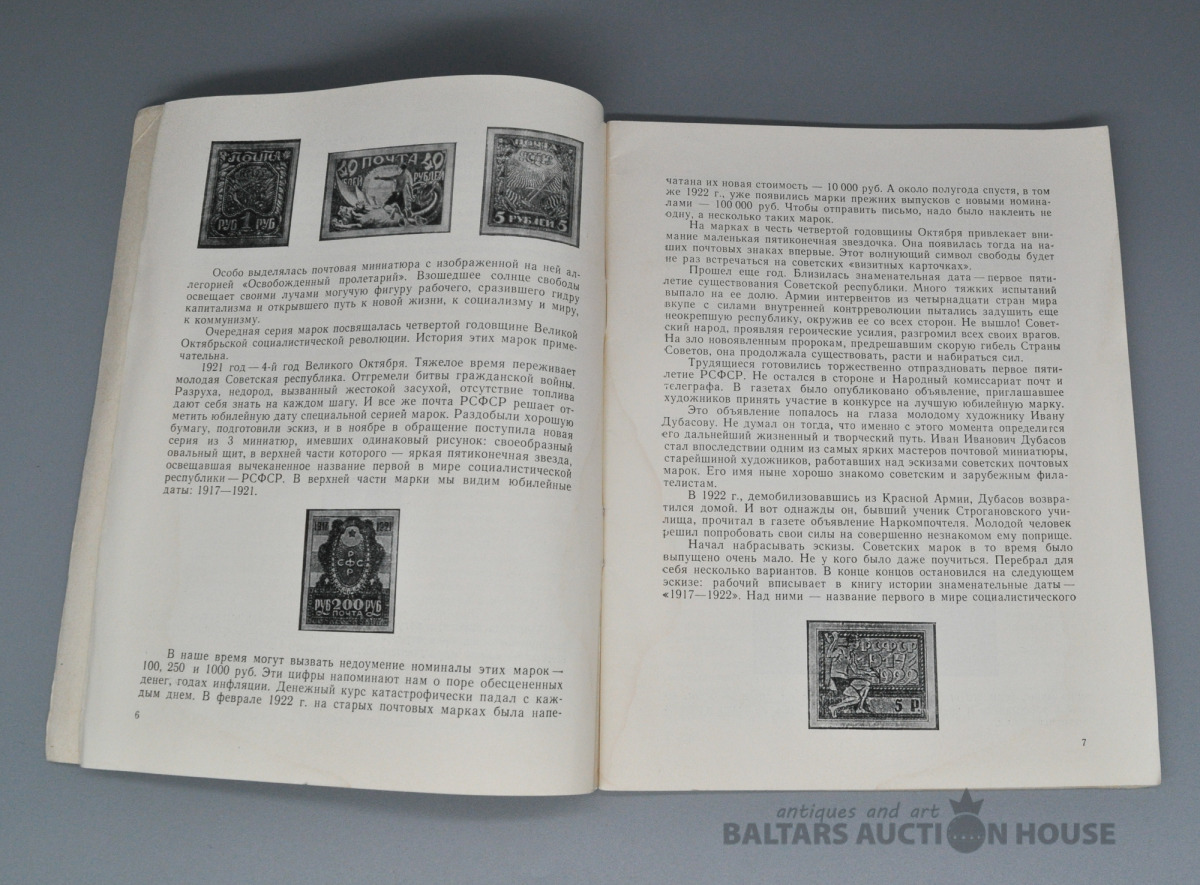 ПОЧТА
РУБ 1 РУБ
40 ПОЧТА 40
РУБЛЕЙ РУБЛЕЙ
5 РУБЛЕЙ 5
Особо выделялась почтовая миниатюра с изображенной на ней ал-
легорией «Освобожденный пролетарий». Взошедшее солнце свободы
освещает своими лучами могучую фигуру рабочего, сразившего гидру
капитализма и открывшего путь к новой жизни, к социализму и миру,
к коммунизму.
Очередная серия марок посвящалась четвертой годовщине Великой
Октябрьской социалистической революции. История этих марок приме-
чательна.
1921 год — 4-й год Великого Октября. Тяжелое время переживает
молодая Советская республика. Отгремели битвы гражданской войны.
Разруха, недород, вызванный жестокой засухой, отсутствие топлива
дают себя знать на каждом шагу. И все же почта РСФСР решает от-
метить юбилейную дату специальной серией марок. Раздобыли хорошую
бумагу, подготовили эскиз, и в ноябре в обращение поступила новая
серия из 3 миниатюр, имевших одинаковый рисунок: своеобразный
овальный щит, в верхней части которого — яркая пятиконечная звезда,
освещавшая вычеканенное название первой в мире социалистической
республики — РСФСР. В верхней части марки мы видим юбилейные
даты: 1917—1921.
1917 1921
РСФСР
РУБ 200 РУБ
ПОЧТА
В наше время могут вызвать недоумение номиналы этих марок —
100, 250 и 1000 руб. Эти цифры напоминают нам о поре обесцененных
денег, годах инфляции. Денежный курс катастрофически падал с каж-
дым днем. В феврале 1922 г. на старых почтовых марках была напе-
6
чатана их новая стоимость — 10 000 руб. А около полугода спустя, в том
же 1922 г., уже появились марки прежних выпусков с новыми номина-
лами — 100 000 руб. Чтобы отправить письмо, надо было наклеить не
одну, а несколько таких марок.
На марках в честь четвертой годовщины Октября привлекает вни-
мание маленькая пятиконечная звездочка. Она появилась тогда на на-
ших почтовых знаках впервые. Этот волнующий символ свободы будет
не раз встречаться на советских «визитных карточках».
Прошел еще год. Близилась знаменательная дата — первое пяти-
летие существования Советской республики. Много тяжких испытаний
выпало на ее долю. Армии интервентов из четырнадцати стран мира
вкупе с силами внутренней контрреволюции пытались задушить еще
неокрепшую республику, окружив ее со всех сторон. Не вышло! Совет-
ский народ, проявляя героические усилия, разгромил всех своих врагов.
На зло новоявленным пророкам, предрешавшим скорую гибель Страны
Советов, она продолжала существовать, расти и набираться сил.
Трудящиеся готовились торжественно отпраздновать первое пяти-
летие РСФСР. Не остался в стороне и Народный комиссариат почт и
телеграфа. В газетах было опубликовано объявление, приглашавшее
художников принять участие в конкурсе на лучшую юбилейную марку.
Это объявление попалось на глаза молодому художнику Ивану
Дубасову. Не думал он тогда, что именно с этого момента определится
его дальнейший жизненный и творческий путь. Иван Иванович Дубасов
стал впоследствии одним из самых ярких мастеров почтовой миниатюры,
старейшиной художников, работавших над эскизами советских почтовых
марок. Его имя ныне хорошо знакомо советским и зарубежным фила-
телистам.
В 1922 г., демобилизовавшись из Красной Армии, Дубасов возвра-
тился домой. И вот однажды он, бывший ученик Строгановского учи-
лища, прочитал в газете объявление Наркомпочтеля. Молодой человек
решил попробовать свои силы на совершенно незнакомом ему поприще.
Начал набрасывать эскизы. Советских марок в то время было
выпущено очень мало. Не у кого было даже поучиться. Перебрал для
себя несколько вариантов. В конце концов остановился на следующем
эскизе: рабочий вписывает в книгу истории знаменательные даты —
«1917—1922». Над ними — название первого в мире социалистического
РСФСР
1917
1922
5 Р.
7
antiques and art
BALTARS AUCTION HOUSE